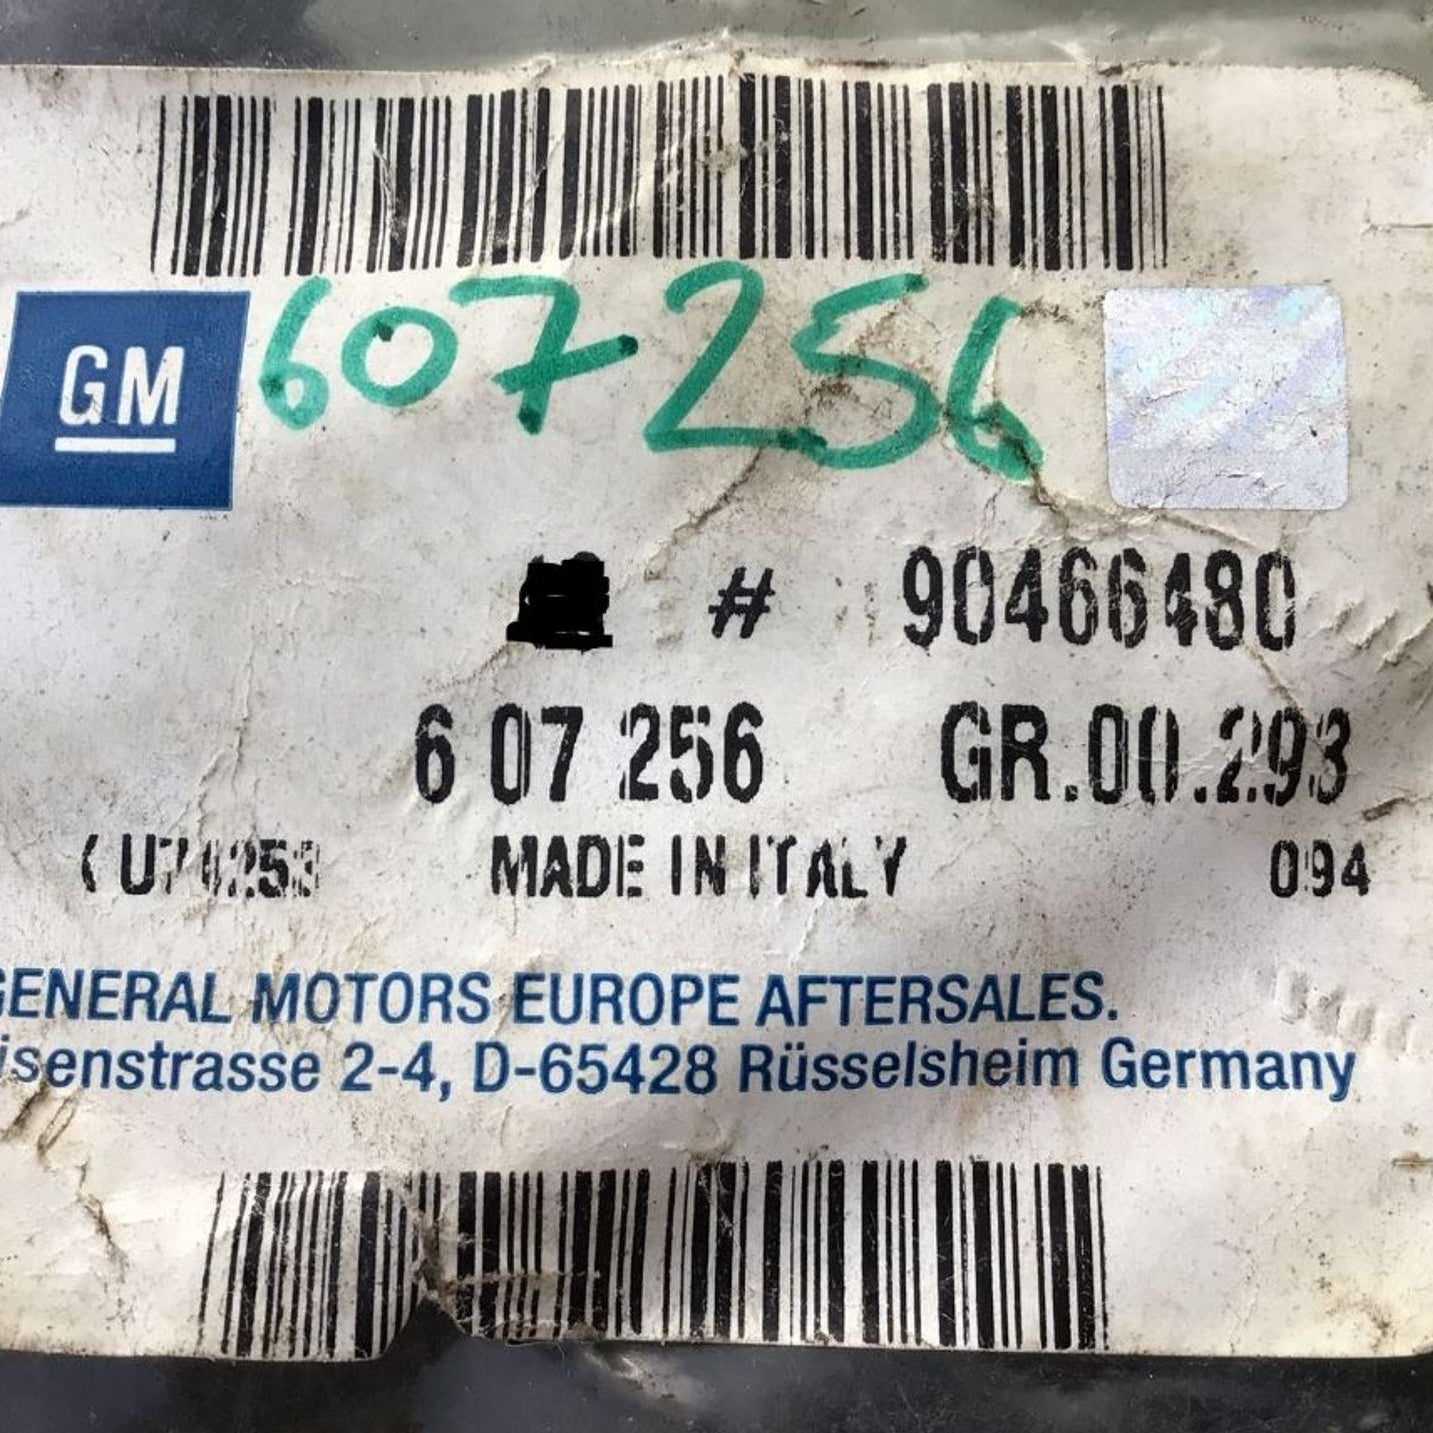 607256
GM
# 90466480
6 07 256 GR.00.293
MADE IN ITALY 094
GENERAL MOTORS EUROPE AFTERSALES.
2-4, D-65428 Rüsselsheim Germany